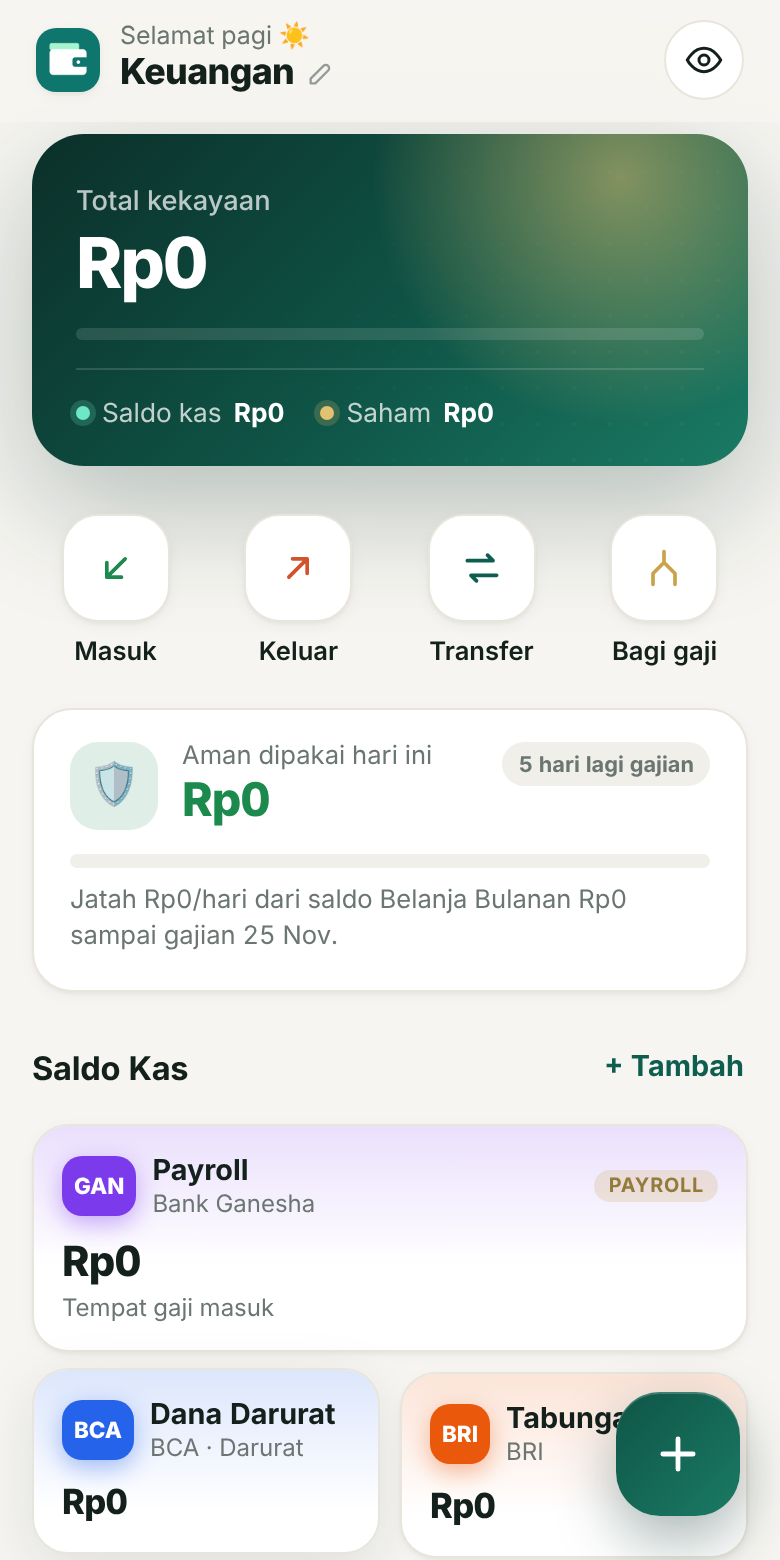 Selamat pagi ☀️
Keuangan
Total kekayaan
Rp0
Saldo kas Rp0 Saham Rp0
Masuk Keluar Transfer Bagi gaji
Aman dipakai hari ini
5 hari lagi gajian
Rp0
Jatah Rp0/hari dari saldo Belanja Bulanan Rp0
sampai gajian 25 Nov.
Saldo Kas
+ Tambah
GAN
Payroll
Bank Ganesha
PAYROLL
Rp0
Tempat gaji masuk
BCA
Dana Darurat
BCA · Darurat
Rp0
BRI
Tabunga
BRI
Rp0